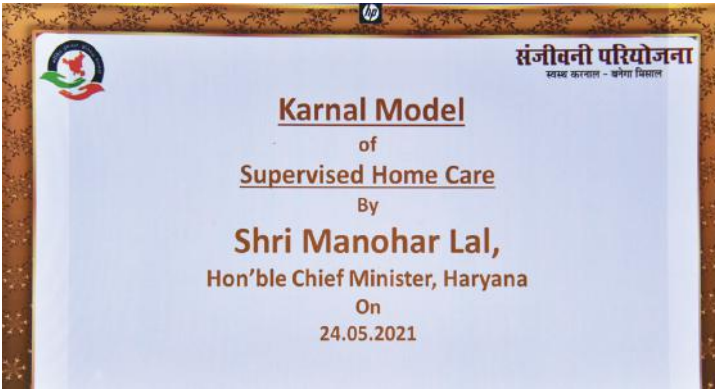 hp
संजीवनी परियोजना
स्वस्थ करनाल - बनेगा मिसाल
Karnal Model
of
Supervised Home Care
By
Shri Manohar Lal,
Hon'ble Chief Minister, Haryana
On
24.05.2021